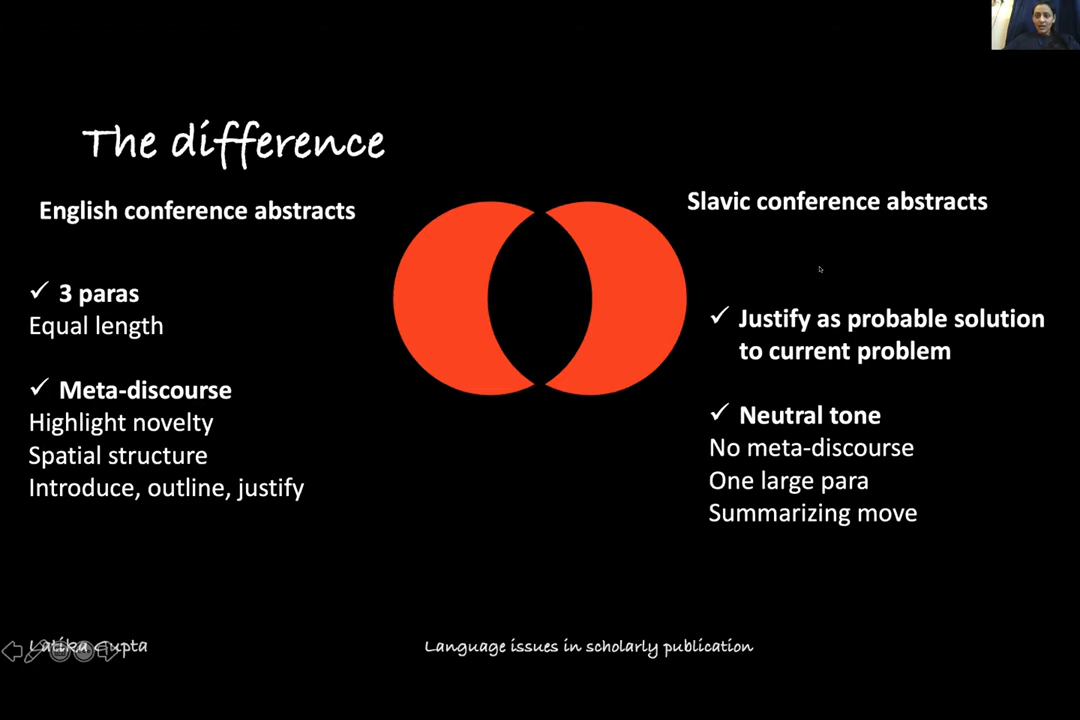 The difference
English conference abstracts
✓ 3 paras
Equal length
✓ Meta-discourse
Highlight novelty
Spatial structure
Introduce, outline, justify
Slavic conference abstracts
✓ Justify as probable solution
to current problem
✓ Neutral tone
No meta-discourse
One large para
Summarizing move
Latika Gupta
Language issues in scholarly publication